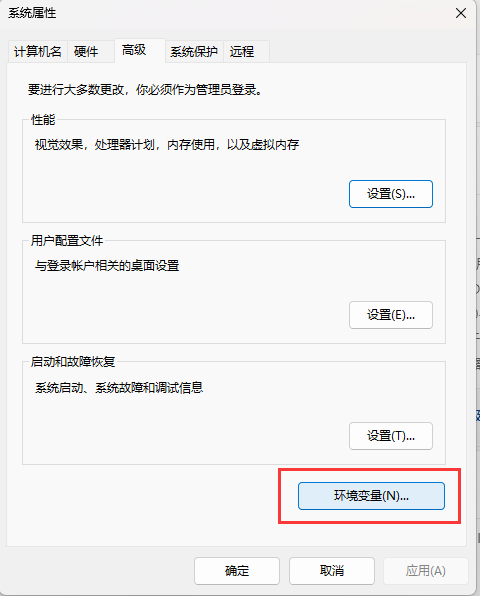 系统属性
计算机名 硬件 高级 系统保护 远程
要进行大多数更改，你必须作为管理员登录。
性能
视觉效果，处理器计划，内存使用，以及虚拟内存
设置(S)...
用户配置文件
与登录帐户相关的桌面设置
设置(E)...
启动和故障恢复
系统启动、系统故障和调试信息
设置(T)...
环境变量(N)...
确定 取消 应用(A)